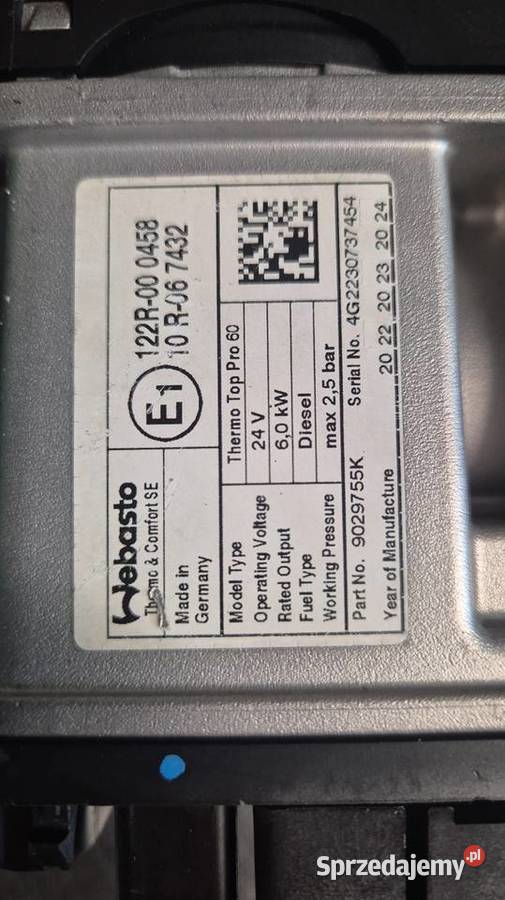 Webasto
Thermo & Comfort SE
Made in
Germany
E1
122R-00 0458
10 R-06 7432
Model Type Thermo Top Pro 60
Operating Voltage 24 V
Rated Output 6,0 kW
Fuel Type Diesel
Working Pressure max 2,5 bar
Part No. 9029755K Serial No. 4G2230737454
Year of Manufacture 20 22 20 23 20 24
Sprzedajemy.pl